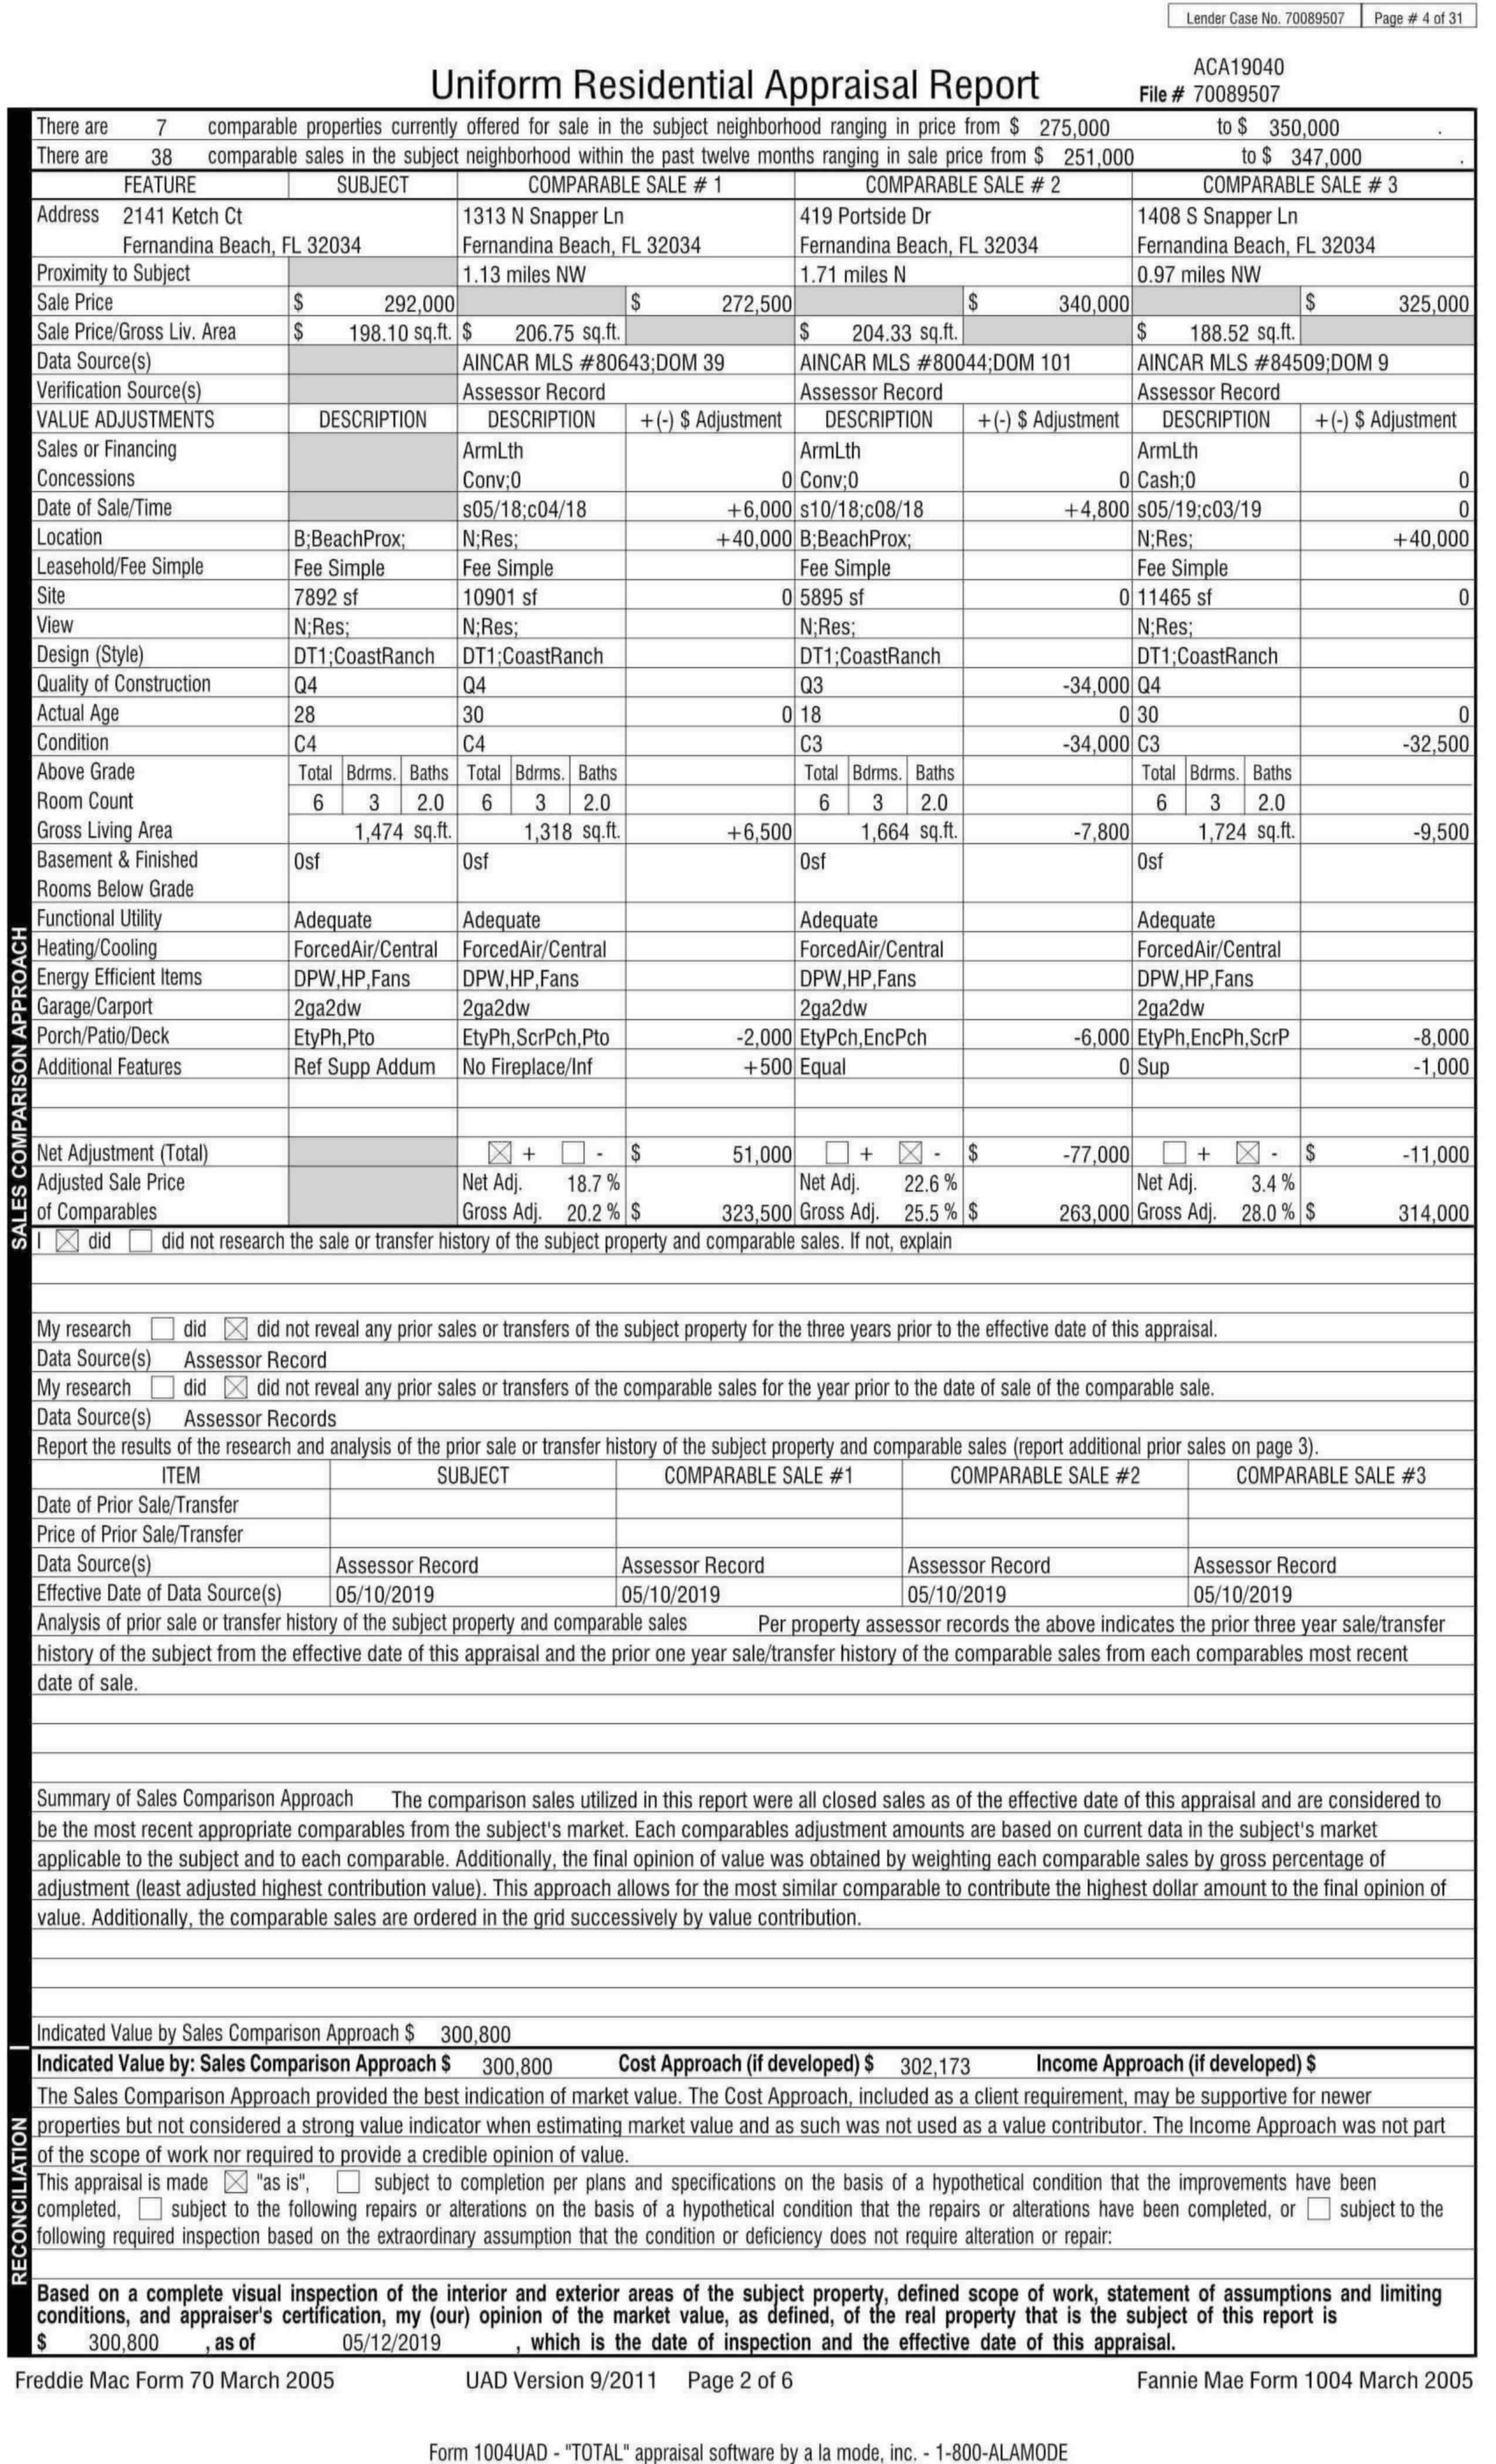 Lender Case No. 70089507 Page # 4 of 31
Uniform Residential Appraisal Report
ACA19040
File # 70089507
There are 7 comparable properties currently offered for sale in the subject neighborhood ranging in price from $ 275,000 to $ 350,000 .
There are 38 comparable sales in the subject neighborhood within the past twelve months ranging in sale price from $ 251,000 to $ 347,000 .
FEATURE SUBJECT COMPARABLE SALE # 1 COMPARABLE SALE # 2 COMPARABLE SALE # 3
Address 2141 Ketch Ct 1313 N Snapper Ln 419 Portside Dr 1408 S Snapper Ln
Fernandina Beach, FL 32034 Fernandina Beach, FL 32034 Fernandina Beach, FL 32034 Fernandina Beach, FL 32034
Proximity to Subject 1.13 miles NW 1.71 miles N 0.97 miles NW
Sale Price $ 292,000 $ 272,500 $ 340,000 $ 325,000
Sale Price/Gross Liv. Area $ 198.10 sq.ft. $ 206.75 sq.ft. $ 204.33 sq.ft. $ 188.52 sq.ft.
Data Source(s) AINCAR MLS #80643;DOM 39 AINCAR MLS #80044;DOM 101 AINCAR MLS #84509;DOM 9
Verification Source(s) Assessor Record Assessor Record Assessor Record
VALUE ADJUSTMENTS DESCRIPTION DESCRIPTION +(-) $ Adjustment DESCRIPTION +(-) $ Adjustment DESCRIPTION +(-) $ Adjustment
Sales or Financing ArmLth ArmLth ArmLth
Concessions Conv;0 0 Conv;0 0 Cash;0 0
Date of Sale/Time s05/18;c04/18 +6,000 s10/18;c08/18 +4,800 s05/19;c03/19 0
Location B;BeachProx; N;Res; +40,000 B;BeachProx; N;Res; +40,000
Leasehold/Fee Simple Fee Simple Fee Simple Fee Simple Fee Simple
Site 7892 sf 10901 sf 0 5895 sf 0 11465 sf 0
View N;Res; N;Res; N;Res; N;Res;
Design (Style) DT1;CoastRanch DT1;CoastRanch DT1;CoastRanch DT1;CoastRanch
Quality of Construction Q4 Q4 Q3 -34,000 Q4
Actual Age 28 30 0 18 0 30 0
Condition C4 C4 C3 -34,000 C3 -32,500
Above Grade Total Bdrms. Baths Total Bdrms. Baths Total Bdrms. Baths Total Bdrms. Baths
Room Count 6 3 2.0 6 3 2.0 6 3 2.0 6 3 2.0
Gross Living Area 1,474 sq.ft. 1,318 sq.ft. +6,500 1,664 sq.ft. -7,800 1,724 sq.ft. -9,500
Basement & Finished 0sf 0sf 0sf 0sf
Rooms Below Grade
Functional Utility Adequate Adequate Adequate Adequate
Heating/Cooling ForcedAir/Central ForcedAir/Central ForcedAir/Central ForcedAir/Central
Energy Efficient Items DPW,HP,Fans DPW,HP,Fans DPW,HP,Fans DPW,HP,Fans
Garage/Carport 2ga2dw 2ga2dw 2ga2dw 2ga2dw
Porch/Patio/Deck EtyPh,Pto EtyPh,ScrPch,Pto -2,000 EtyPch,EncPch -6,000 EtyPh,EncPh,ScrP -8,000
Additional Features Ref Supp Addum No Fireplace/Inf +500 Equal 0 Sup -1,000
Net Adjustment (Total) ☒ + ☐ - $ 51,000 ☐ + ☒ - $ -77,000 ☐ + ☒ - $ -11,000
Adjusted Sale Price Net Adj. 18.7 % Net Adj. 22.6 % Net Adj. 3.4 %
of Comparables Gross Adj. 20.2 % $ 323,500 Gross Adj. 25.5 % $ 263,000 Gross Adj. 28.0 % $ 314,000
SALES COMPARISON APPROACH
I ☒ did ☐ did not research the sale or transfer history of the subject property and comparable sales. If not, explain
My research ☐ did ☒ did not reveal any prior sales or transfers of the subject property for the three years prior to the effective date of this appraisal.
Data Source(s) Assessor Record
My research ☐ did ☒ did not reveal any prior sales or transfers of the comparable sales for the year prior to the date of sale of the comparable sale.
Data Source(s) Assessor Records
Report the results of the research and analysis of the prior sale or transfer history of the subject property and comparable sales (report additional prior sales on page 3).
ITEM SUBJECT COMPARABLE SALE #1 COMPARABLE SALE #2 COMPARABLE SALE #3
Date of Prior Sale/Transfer
Price of Prior Sale/Transfer
Data Source(s) Assessor Record Assessor Record Assessor Record Assessor Record
Effective Date of Data Source(s) 05/10/2019 05/10/2019 05/10/2019 05/10/2019
Analysis of prior sale or transfer history of the subject property and comparable sales Per property assessor records the above indicates the prior three year sale/transfer
history of the subject from the effective date of this appraisal and the prior one year sale/transfer history of the comparable sales from each comparables most recent
date of sale.
Summary of Sales Comparison Approach The comparison sales utilized in this report were all closed sales as of the effective date of this appraisal and are considered to
be the most recent appropriate comparables from the subject's market. Each comparables adjustment amounts are based on current data in the subject's market
applicable to the subject and to each comparable. Additionally, the final opinion of value was obtained by weighting each comparable sales by gross percentage of
adjustment (least adjusted highest contribution value). This approach allows for the most similar comparable to contribute the highest dollar amount to the final opinion of
value. Additionally, the comparable sales are ordered in the grid successively by value contribution.
Indicated Value by Sales Comparison Approach $ 300,800
Indicated Value by: Sales Comparison Approach $ 300,800 Cost Approach (if developed) $ 302,173 Income Approach (if developed) $
The Sales Comparison Approach provided the best indication of market value. The Cost Approach, included as a client requirement, may be supportive for newer
properties but not considered a strong value indicator when estimating market value and as such was not used as a value contributor. The Income Approach was not part
of the scope of work nor required to provide a credible opinion of value.
This appraisal is made ☒ "as is", ☐ subject to completion per plans and specifications on the basis of a hypothetical condition that the improvements have been
completed, ☐ subject to the following repairs or alterations on the basis of a hypothetical condition that the repairs or alterations have been completed, or ☐ subject to the
following required inspection based on the extraordinary assumption that the condition or deficiency does not require alteration or repair:
RECONCILIATION
Based on a complete visual inspection of the interior and exterior areas of the subject property, defined scope of work, statement of assumptions and limiting
conditions, and appraiser's certification, my (our) opinion of the market value, as defined, of the real property that is the subject of this report is
$ 300,800 , as of 05/12/2019 , which is the date of inspection and the effective date of this appraisal.
Freddie Mac Form 70 March 2005 UAD Version 9/2011 Page 2 of 6 Fannie Mae Form 1004 March 2005
Form 1004UAD - "TOTAL" appraisal software by a la mode, inc. - 1-800-ALAMODE